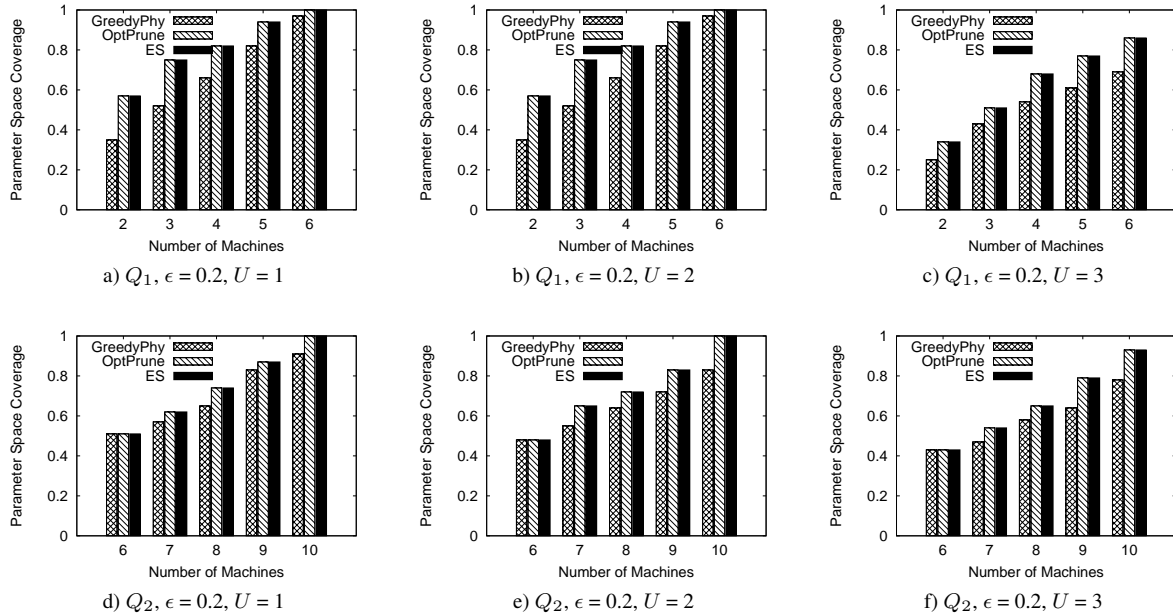 Parameter Space Coverage
1
0.8
0.6
0.4
0.2
0
GreedyPhy
OptPrune
ES
2 3 4 5 6
Number of Machines
a) Q1, ϵ = 0.2, U = 1
Parameter Space Coverage
1
0.8
0.6
0.4
0.2
0
GreedyPhy
OptPrune
ES
2 3 4 5 6
Number of Machines
b) Q1, ϵ = 0.2, U = 2
Parameter Space Coverage
1
0.8
0.6
0.4
0.2
0
GreedyPhy
OptPrune
ES
2 3 4 5 6
Number of Machines
c) Q1, ϵ = 0.2, U = 3
Parameter Space Coverage
1
0.8
0.6
0.4
0.2
0
GreedyPhy
OptPrune
ES
6 7 8 9 10
Number of Machines
d) Q2, ϵ = 0.2, U = 1
Parameter Space Coverage
1
0.8
0.6
0.4
0.2
0
GreedyPhy
OptPrune
ES
6 7 8 9 10
Number of Machines
e) Q2, ϵ = 0.2, U = 2
Parameter Space Coverage
1
0.8
0.6
0.4
0.2
0
GreedyPhy
OptPrune
ES
6 7 8 9 10
Number of Machines
f) Q2, ϵ = 0.2, U = 3